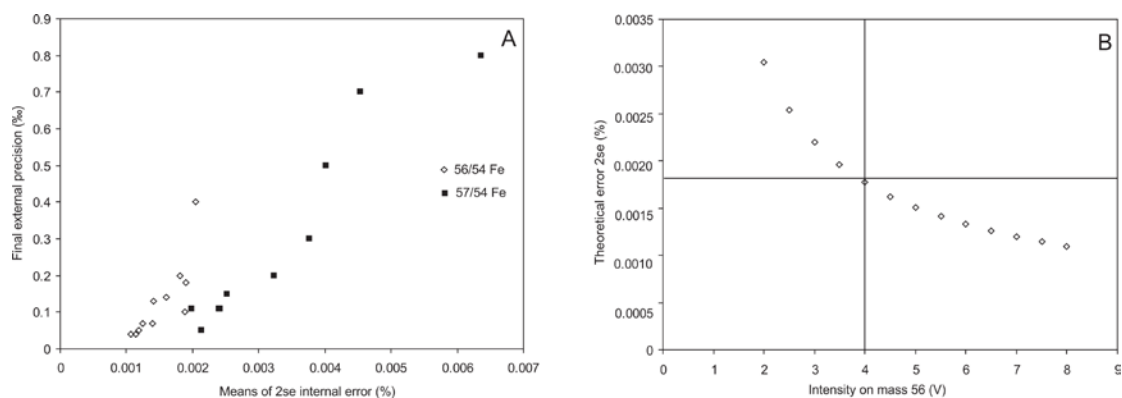 A
0.9
0.8
0.7
0.6
0.5
0.4
0.3
0.2
0.1
0
Final external precision (‰)
56/54 Fe
57/54 Fe
0 0.001 0.002 0.003 0.004 0.005 0.006 0.007
Means of 2se internal error (%)
B
0.0035
0.0030
0.0025
0.0020
0.0015
0.0010
0.0005
0
Theoretical error 2se (%)
0 1 2 3 4 5 6 7 8 9
Intensity on mass 56 (V)